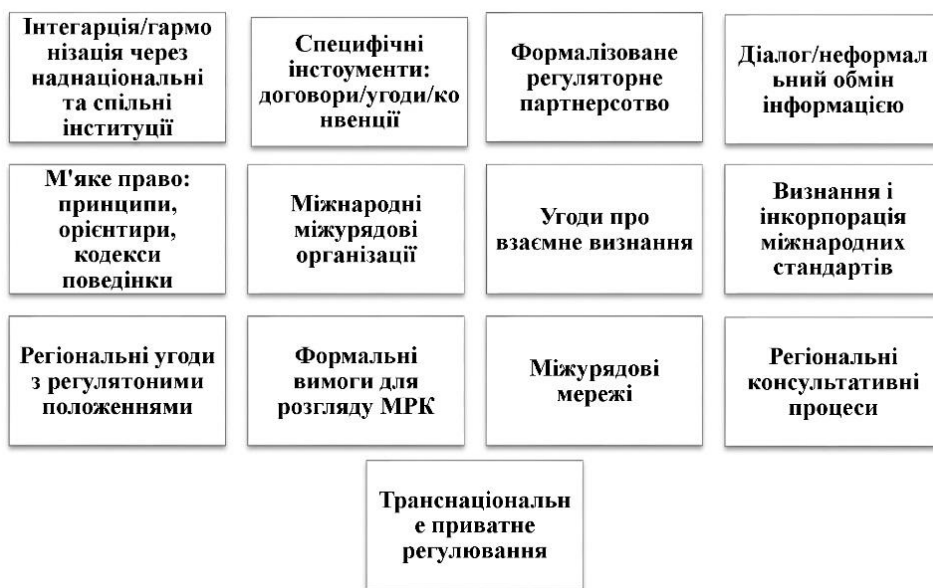 Інтегарція/гармо
нізація через
наднаціональні
та спільні
інституції
Специфічні
інстоументи:
договори/угоди/ко
нвенції
Формалізоване
регуляторне
партнерсотво
Діалог/неформал
ьний обмін
інформацією
М'яке право:
принципи,
орієнтири,
кодекси
поведінки
Міжнародні
міжурядові
організації
Угоди про
взаємне визнання
Визнання і
інкорпорація
міжнародних
стандартів
Регіональні угоди
з регулятоними
положеннями
Формальні
вимоги для
розгляду МРК
Міжурядові
мережі
Регіональні
консультативні
процеси
Транснаціональн
е приватне
регулювання